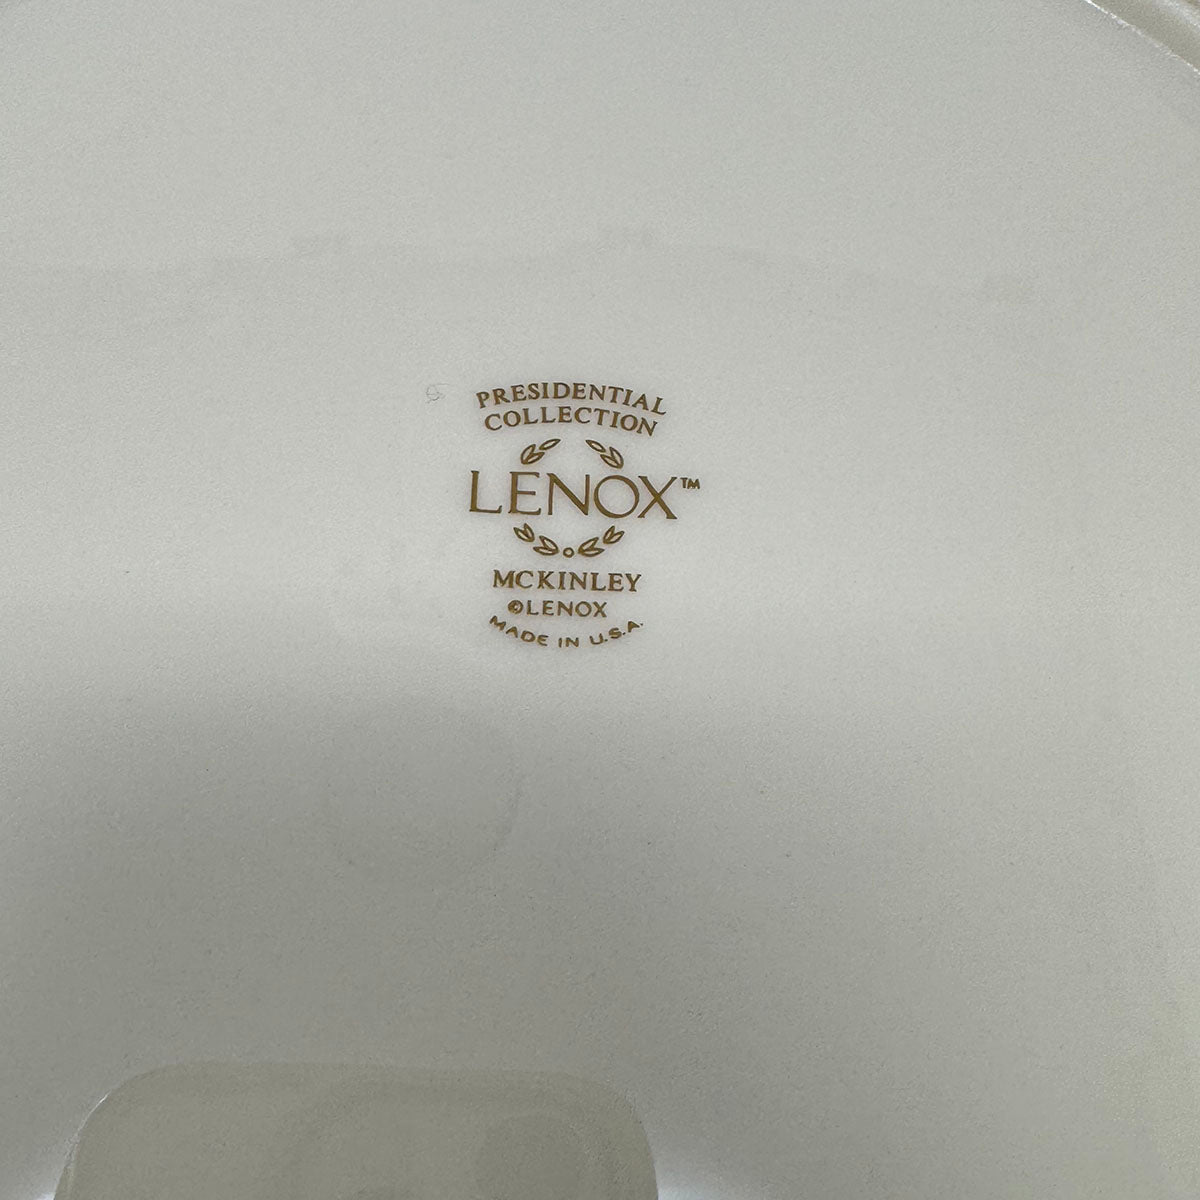 PRESIDENTIAL
COLLECTION
LENOX™
MCKINLEY
©LENOX
MADE IN U.S.A.